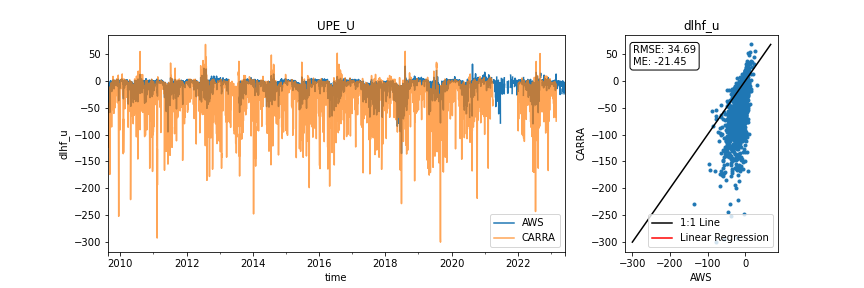 UPE_U
dlhf_u
50
0
−50
−100
−150
−200
−250
−300
2010
2012
2014
2016
2018
2020
2022
time
AWS
CARRA
dlhf_u
RMSE: 34.69
ME: -21.45
CARRA
50
0
−50
−100
−150
−200
−250
−300
−300
−200
−100
0
AWS
1:1 Line
Linear Regression